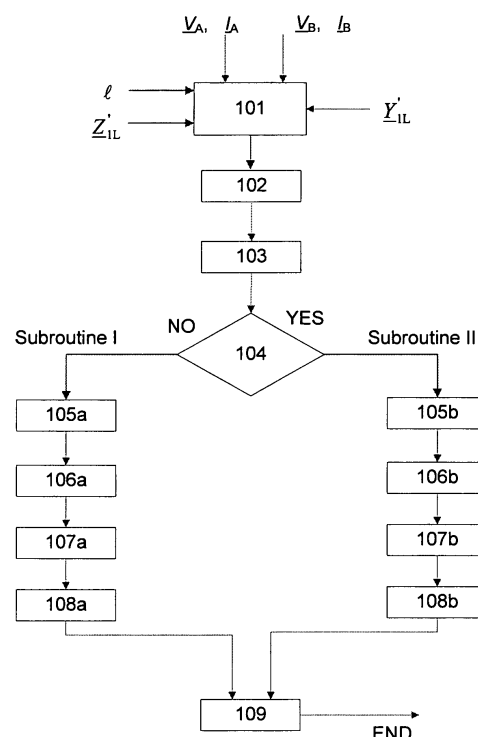 V_A, I_A V_B, I_B
ℓ
101
Z'_1L
Y'_1L
102
103
NO YES
Subroutine I Subroutine II
104
105a 105b
106a 106b
107a 107b
108a 108b
109
END